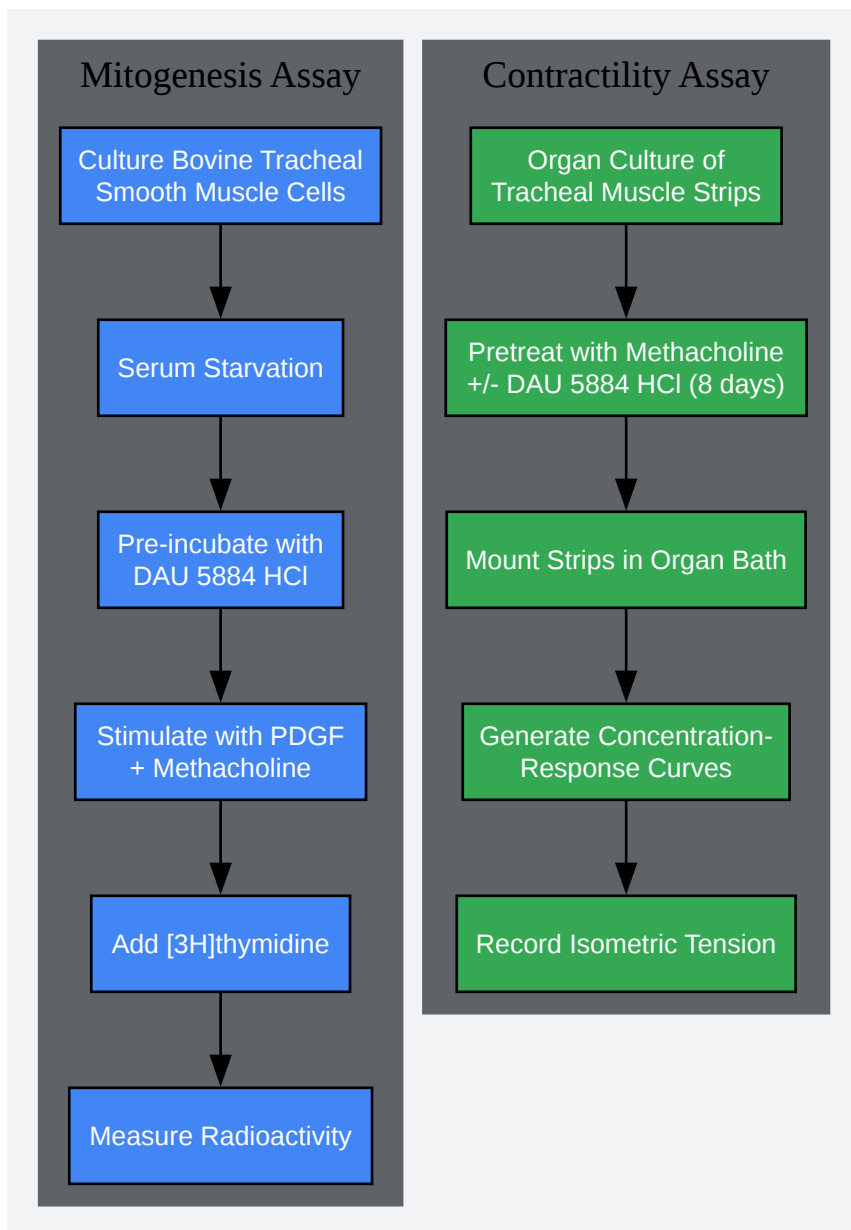 Mitogenesis Assay
Culture Bovine Tracheal
Smooth Muscle Cells
Serum Starvation
Pre-incubate with
DAU 5884 HCl
Stimulate with PDGF
+ Methacholine
Add [3H]thymidine
Measure Radioactivity
Contractility Assay
Organ Culture of
Tracheal Muscle Strips
Pretreat with Methacholine
+/- DAU 5884 HCl (8 days)
Mount Strips in Organ Bath
Generate Concentration-
Response Curves
Record Isometric Tension